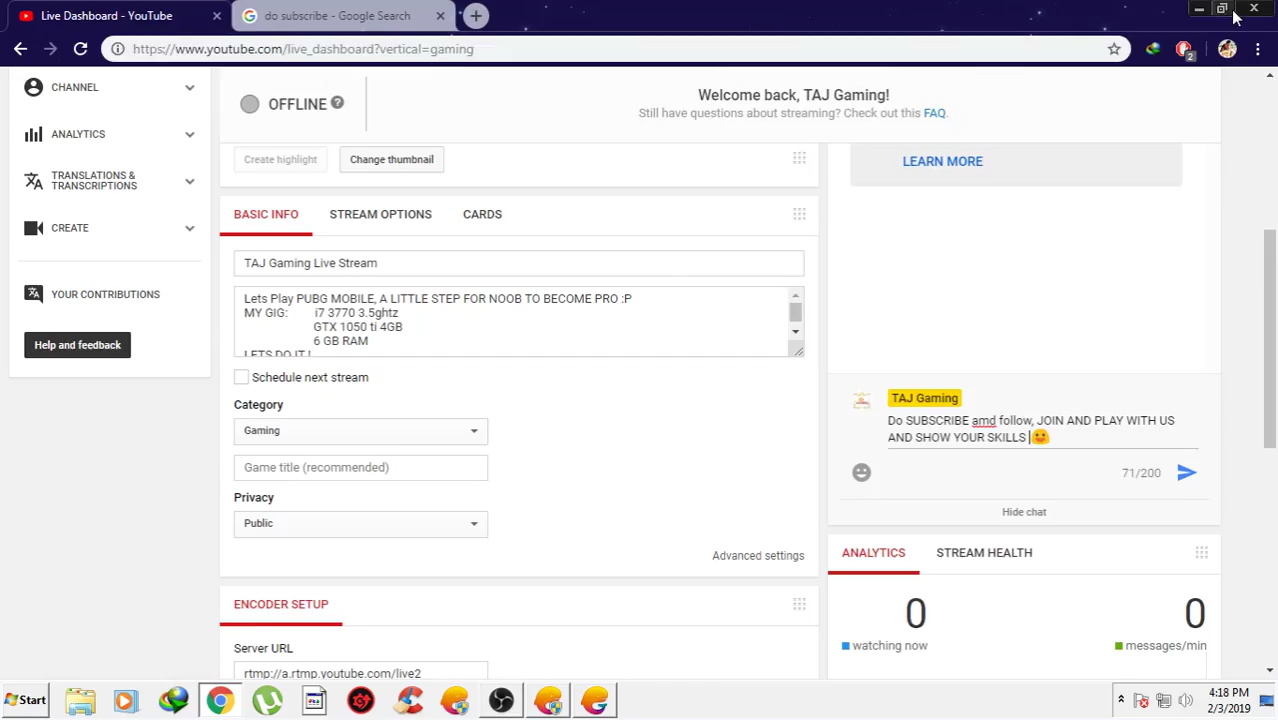 Live Dashboard - YouTube
do subscribe - Google Search
https://www.youtube.com/live_dashboard?vertical=gaming
2
CHANNEL
ANALYTICS
TRANSLATIONS &
TRANSCRIPTIONS
CREATE
YOUR CONTRIBUTIONS
Help and feedback
OFFLINE ?
Welcome back, TAJ Gaming!
Still have questions about streaming? Check out this FAQ.
Create highlight
Change thumbnail
BASIC INFO
STREAM OPTIONS
CARDS
TAJ Gaming Live Stream
Lets Play PUBG MOBILE, A LITTLE STEP FOR NOOB TO BECOME PRO :P
MY GIG: i7 3770 3.5ghtz
GTX 1050 ti 4GB
6 GB RAM
LETS DO IT !
Schedule next stream
Category
Gaming
Game title (recommended)
Privacy
Public
Advanced settings
ENCODER SETUP
Server URL
rtmp://a.rtmp.youtube.com/live2
LEARN MORE
TAJ Gaming
Do SUBSCRIBE amd follow, JOIN AND PLAY WITH US
AND SHOW YOUR SKILLS
71/200
Hide chat
ANALYTICS
STREAM HEALTH
0
watching now
0
messages/min
Start
4:18 PM
2/3/2019